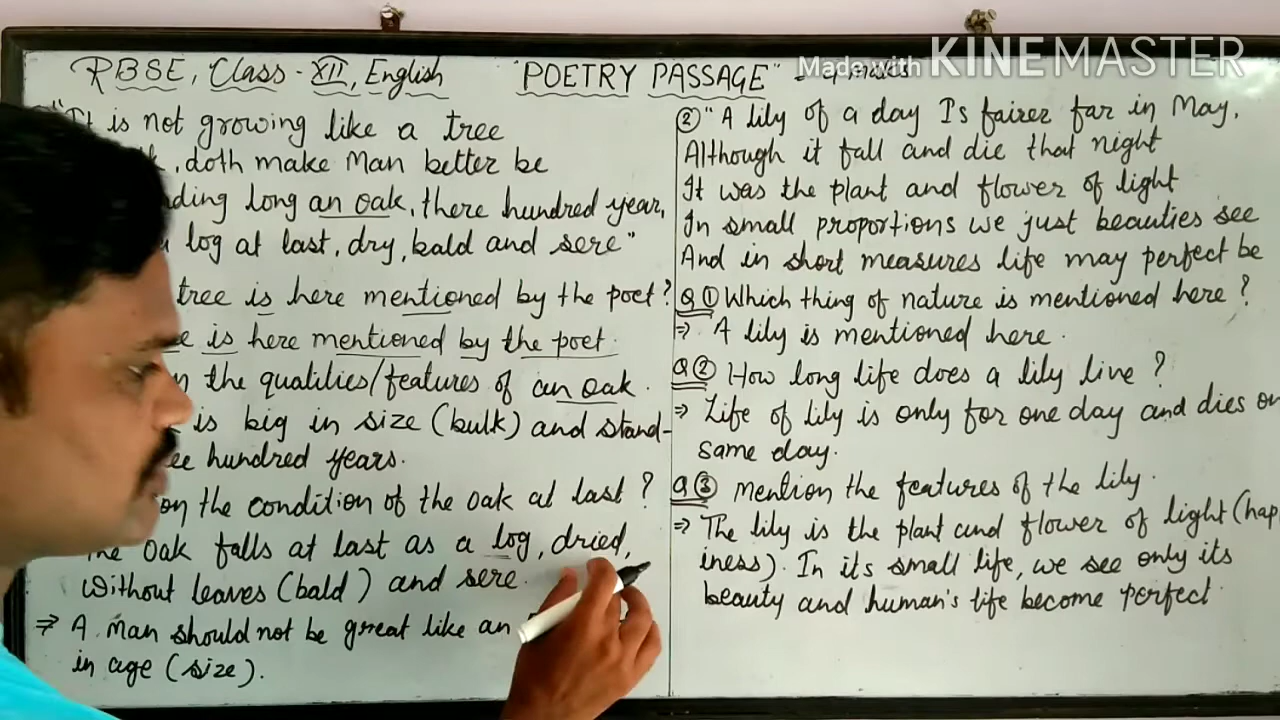 RBSE, Class - XII, English
"POETRY PASSAGE" - 4 marks
Made with KINEMASTER
"It is not growing like a tree
doth make Man better be
long an oak, there hundred year,
log at last, dry, bald and sere"
tree is here mentioned by the poet?
is here mentioned by the poet.
the qualities/features of an oak.
is big in size (bulk) and stand-
hundred years.
the condition of the oak at last?
The oak falls at last as a log, dried,
without leaves (bald) and sere.
⇒ A man should not be great like an
in age (size).
② "A lily of a day Is fairer far in May,
Although it fall and die that night
It was the plant and flower of light
In small proportions we just beauties see
And in short measures life may perfect be
Q① Which thing of nature is mentioned here?
⇒ A lily is mentioned here.
Q② How long life does a lily live?
⇒ Life of lily is only for one day and dies on
same day.
Q③ Mention the features of the lily.
⇒ The lily is the plant and flower of light (hap
iness). In its small life, we see only its
beauty and human's life become perfect.